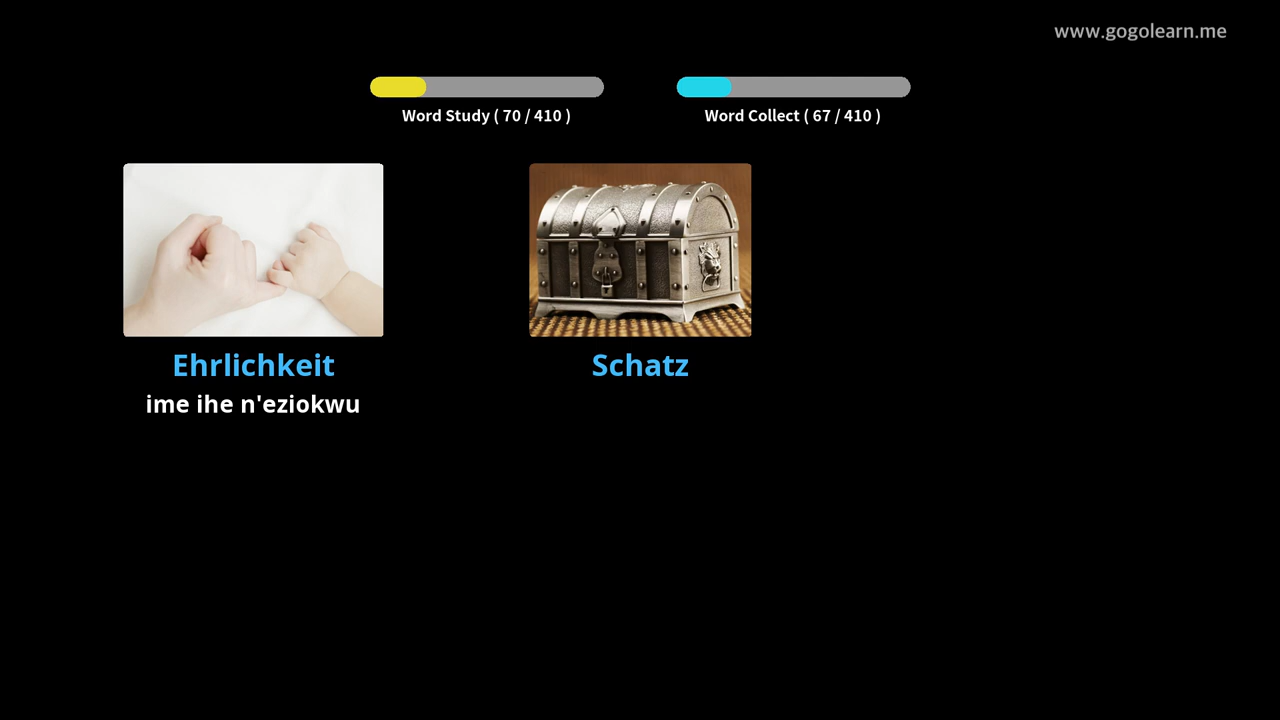 www.gogolearn.me
Word Study ( 70 / 410 )
Word Collect ( 67 / 410 )
Ehrlichkeit
ime ihe n'eziokwu
Schatz